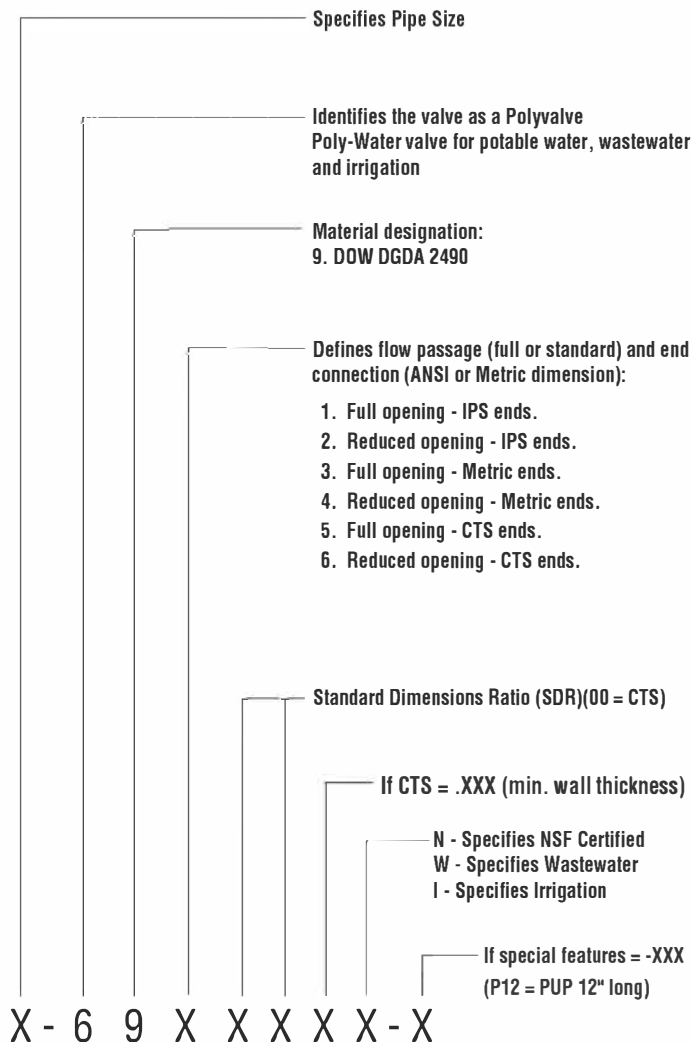 Specifies Pipe Size
Identifies the valve as a Polyvalve
Poly-Water valve for potable water, wastewater
and irrigation
Material designation:
9. DOW DGDA 2490
Defines flow passage (full or standard) and end
connection (ANSI or Metric dimension):
1. Full opening - IPS ends.
2. Reduced opening - IPS ends.
3. Full opening - Metric ends.
4. Reduced opening - Metric ends.
5. Full opening - CTS ends.
6. Reduced opening - CTS ends.
Standard Dimensions Ratio (SDR)(00 = CTS)
If CTS = .XXX (min. wall thickness)
N - Specifies NSF Certified
W - Specifies Wastewater
I - Specifies Irrigation
If special features = -XXX
(P12 = PUP 12" long)
X - 6 9 X X X X X - X